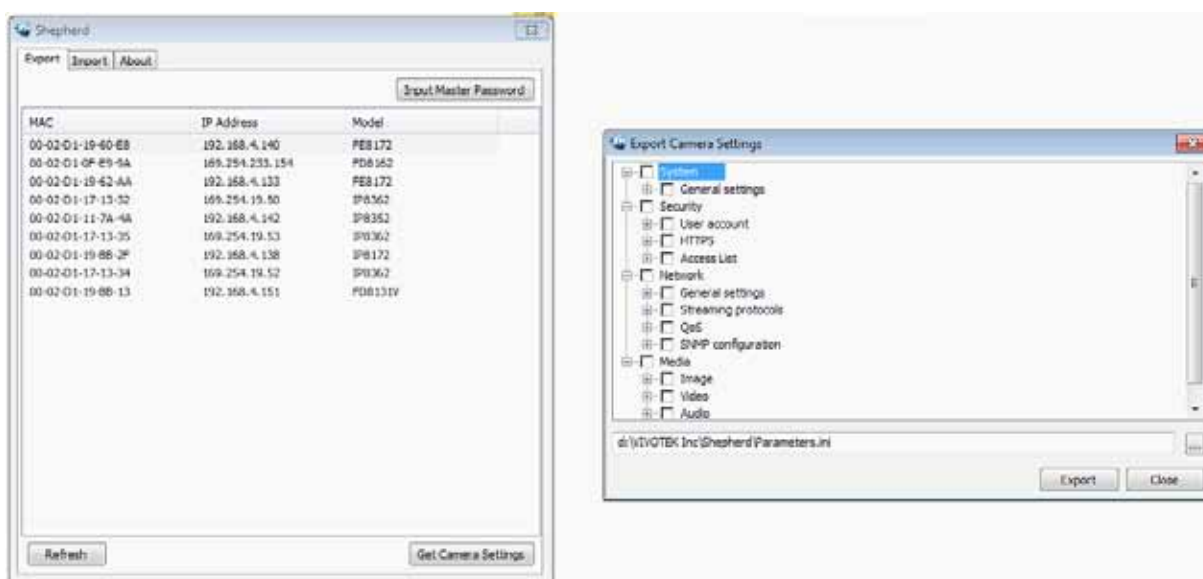 Shepherd
Export Import About
Input Master Password
MAC IP Address Model
00-02-D1-19-60-E8 192.168.4.140 FE8172
00-02-D1-0F-E9-9A 169.254.233.154 FD8162
00-02-D1-19-62-AA 192.168.4.133 FE8172
00-02-D1-17-13-32 169.254.19.50 IP8362
00-02-D1-11-7A-4A 192.168.4.142 IP8352
00-02-D1-17-13-35 169.254.19.53 IP8362
00-02-D1-19-8B-2F 192.168.4.138 IP8172
00-02-D1-17-13-34 169.254.19.52 IP8362
00-02-D1-19-8B-13 192.168.4.151 FD8131V
Refresh Get Camera Settings
Export Camera Settings
System
General settings
Security
User account
HTTPS
Access List
Network
General settings
Streaming protocols
QoS
SNMP configuration
Media
Image
Video
Audio
d:\VIVOTEK Inc\Shepherd\Parameters.ini
...
Export Close